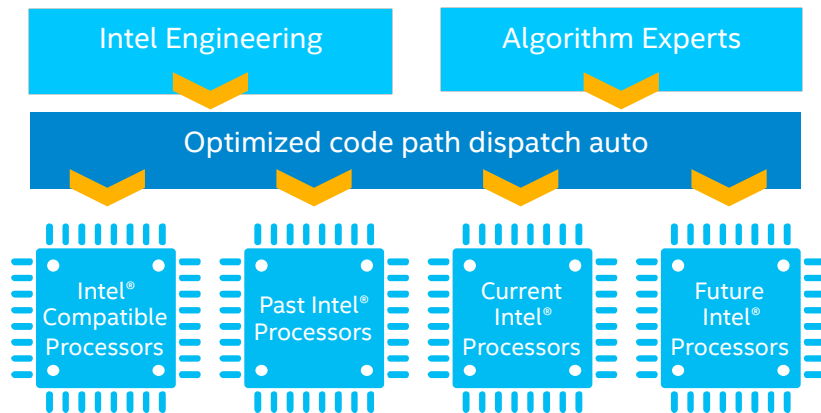 Intel Engineering
Algorithm Experts
Optimized code path dispatch auto
Intel®
Compatible
Processors
Past Intel®
Processors
Current
Intel®
Processors
Future
Intel®
Processors